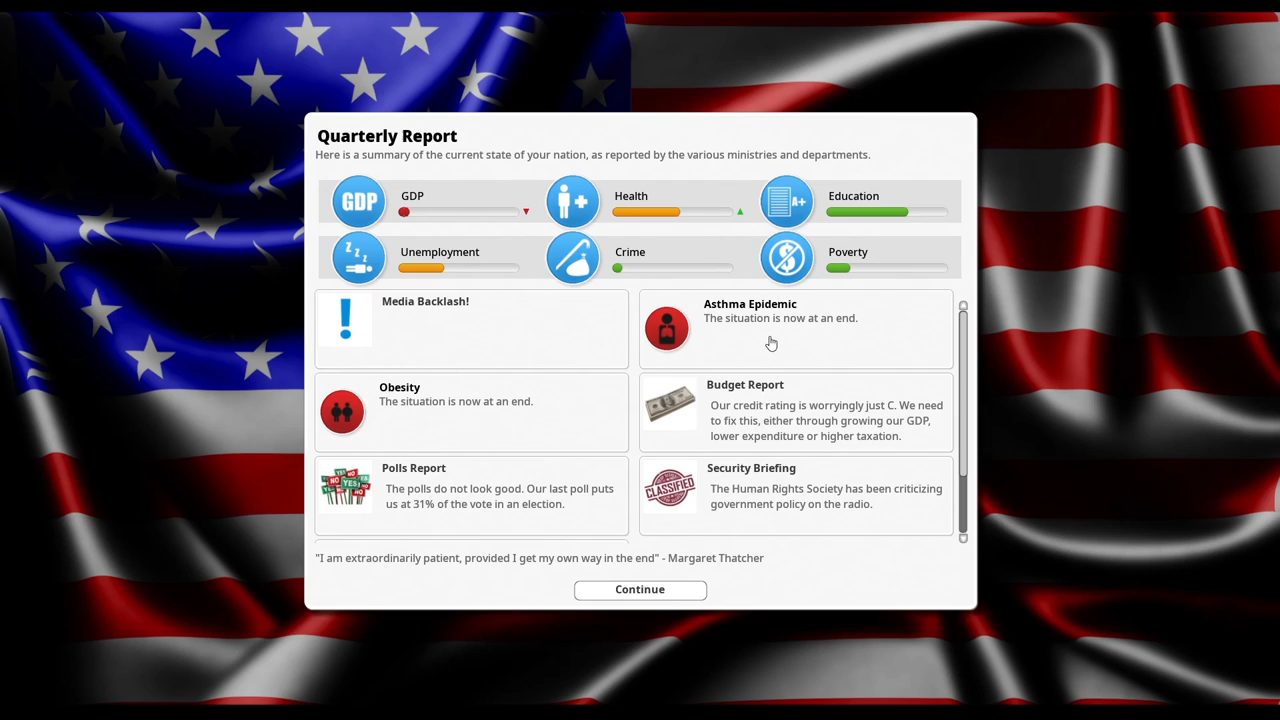 Quarterly Report
Here is a summary of the current state of your nation, as reported by the various ministries and departments.
GDP
GDP
Health
A+
Education
Z Z Z
Unemployment
Crime
$
Poverty
Media Backlash!
Asthma Epidemic
The situation is now at an end.
Obesity
The situation is now at an end.
Budget Report
Our credit rating is worryingly just C. We need
to fix this, either through growing our GDP,
lower expenditure or higher taxation.
Polls Report
The polls do not look good. Our last poll puts
us at 31% of the vote in an election.
YES
NO
NO
YES
NO
Security Briefing
The Human Rights Society has been criticizing
government policy on the radio.
CLASSIFIED
"I am extraordinarily patient, provided I get my own way in the end" - Margaret Thatcher
Continue